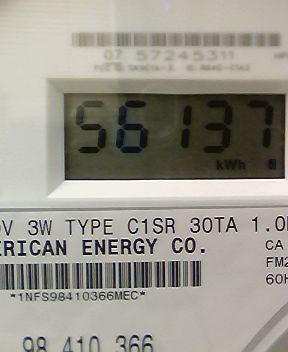 07 57245311
56137
kWh
V 3W TYPE C1SR 30TA 1.0
ERICAN ENERGY CO.
CA
FM2
60H
*1NFS98410366MEC*
98 410 366